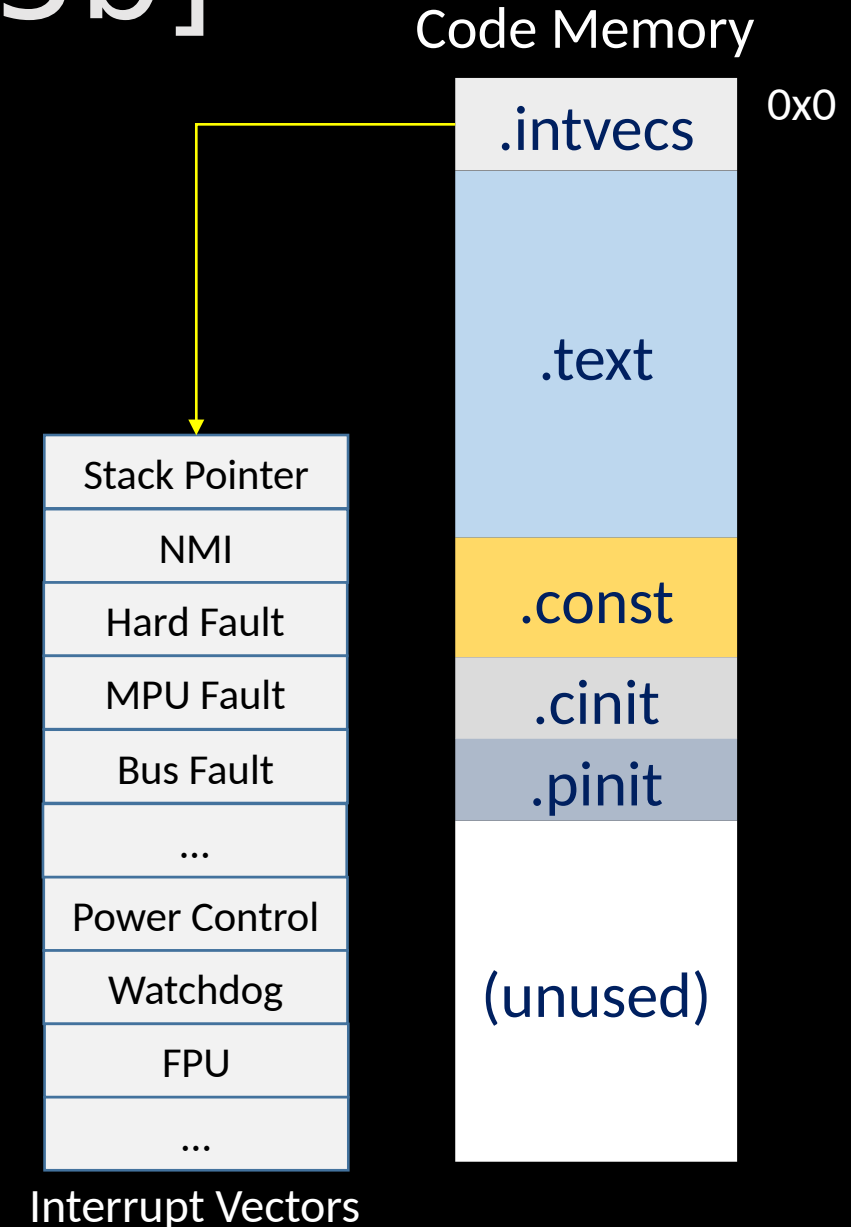 3b]
Code Memory
0x0
.intvecs
.text
.const
.cinit
.pinit
(unused)
Stack Pointer
NMI
Hard Fault
MPU Fault
Bus Fault
...
Power Control
Watchdog
FPU
...
Interrupt Vectors